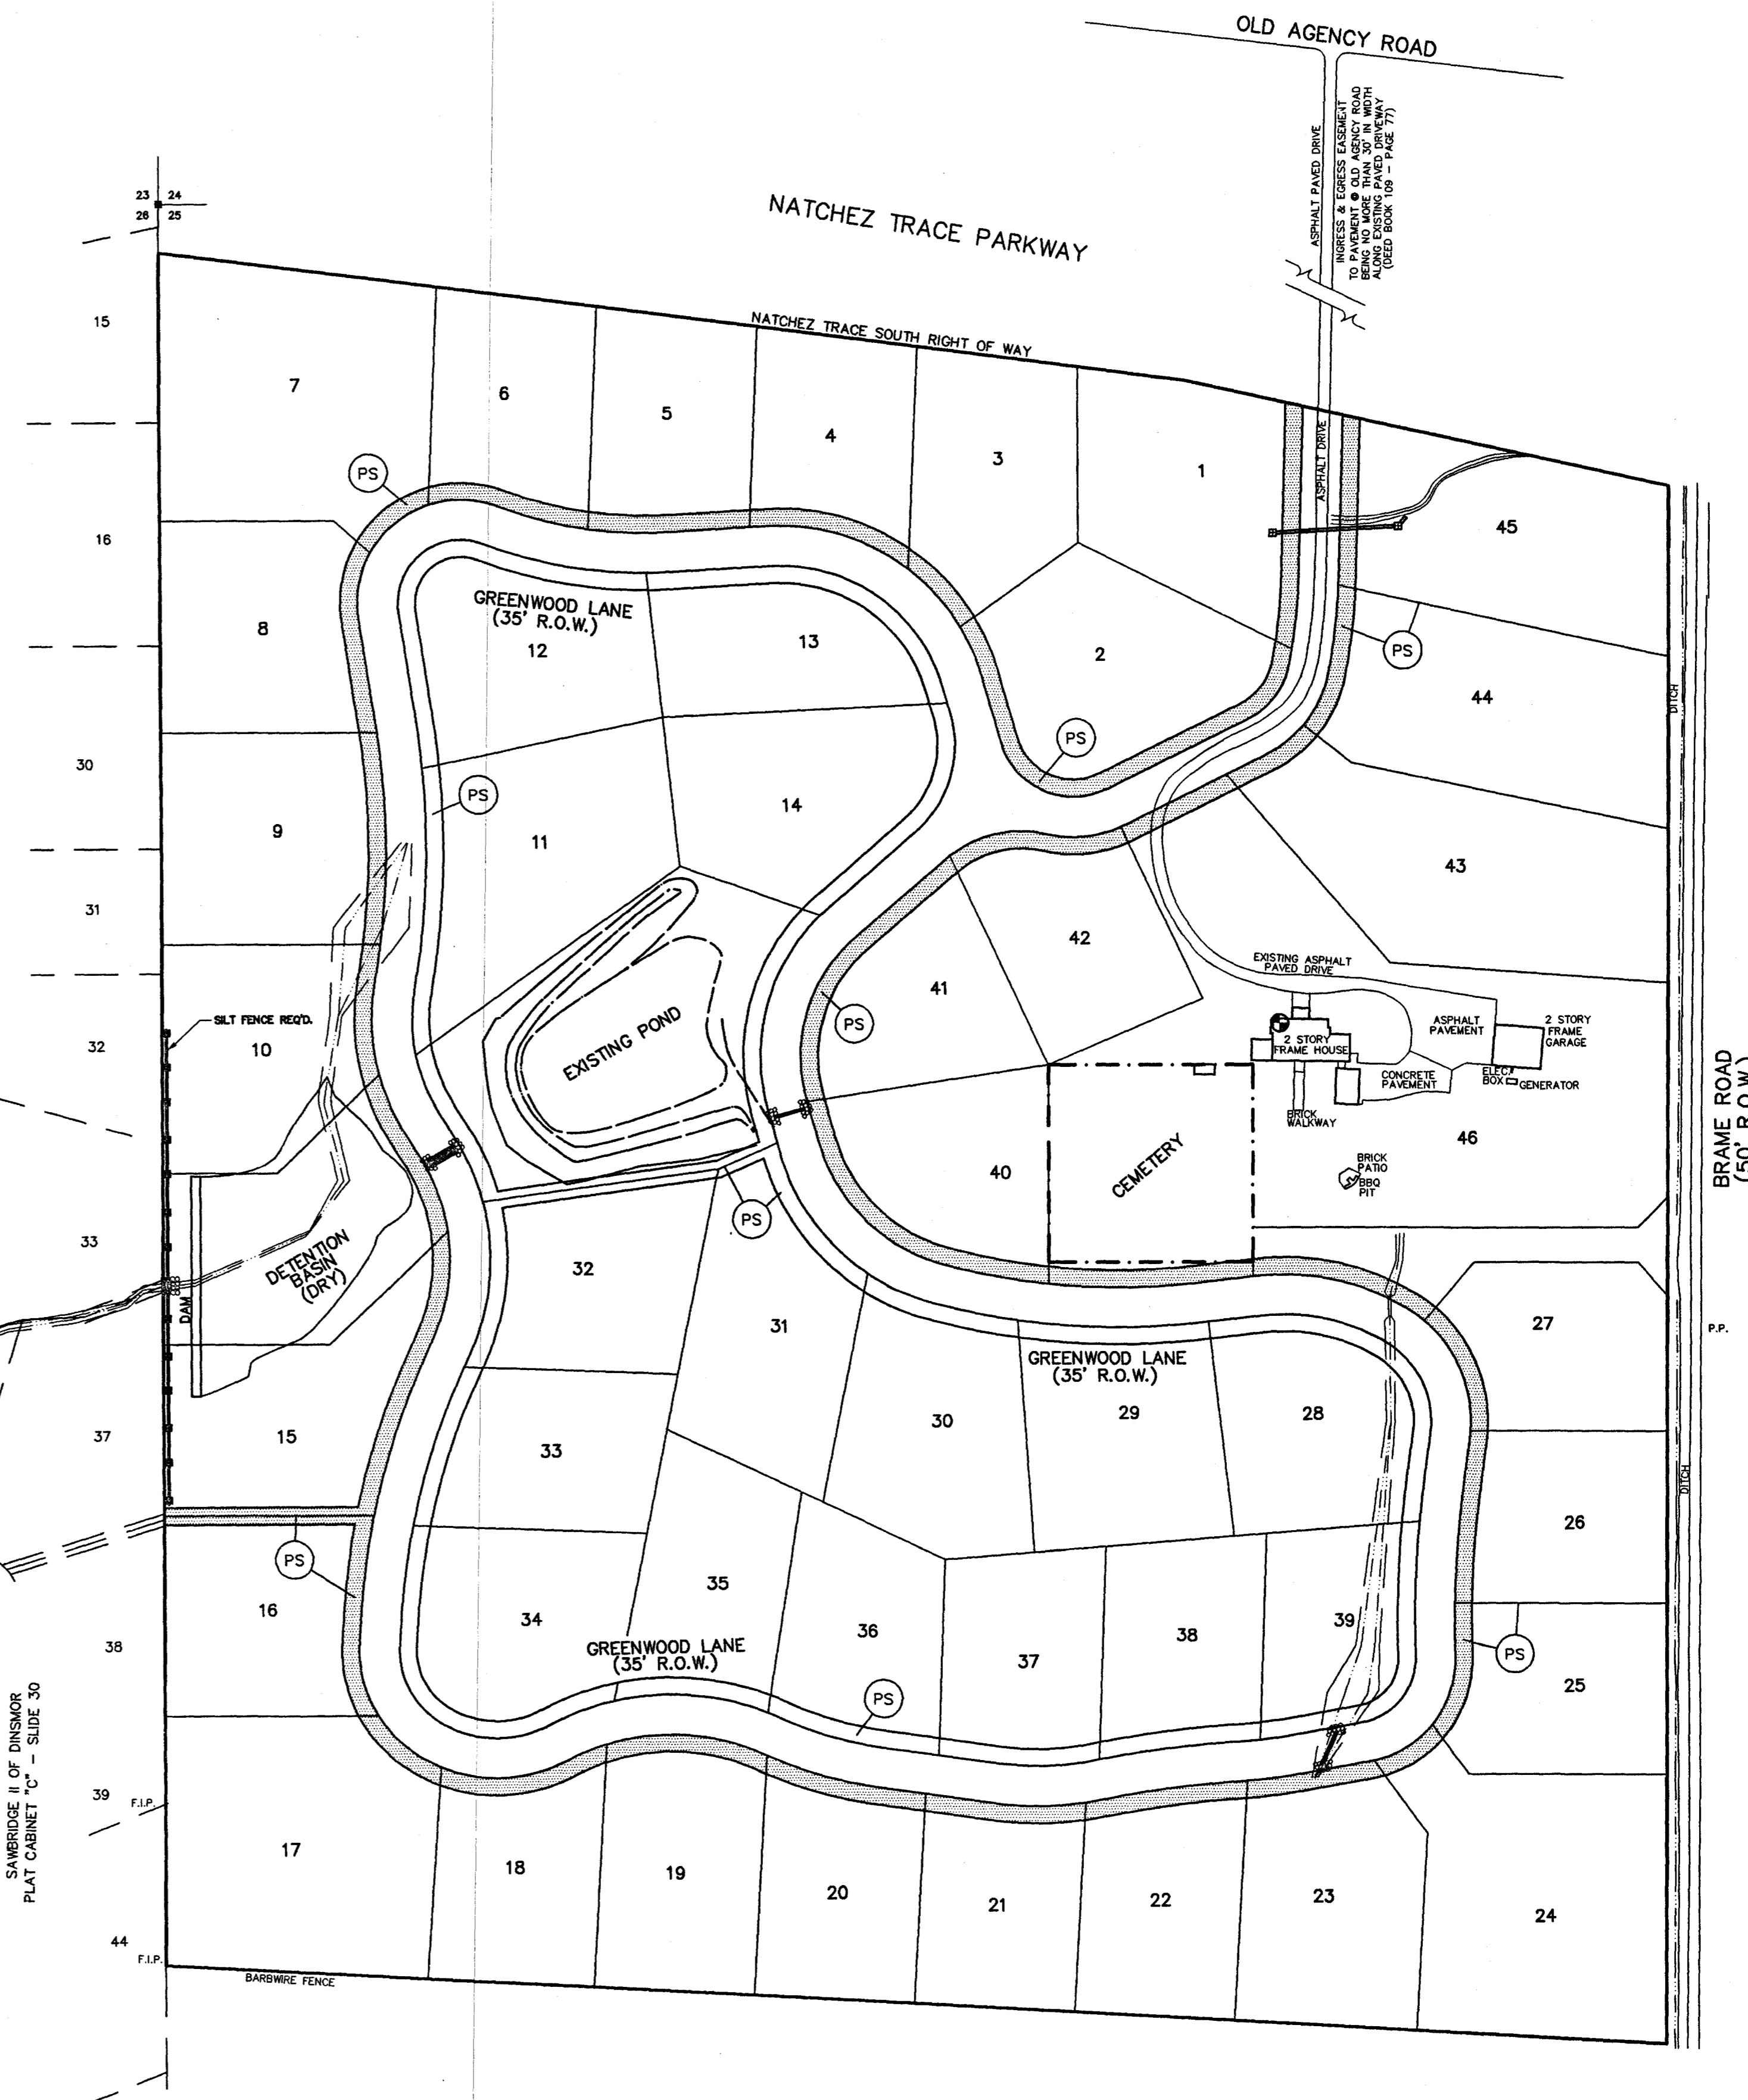 OLD AGENCY ROAD
ASPHALT PAVED DRIVE
INGRESS & EGRESS EASEMENT
TO PAVEMENT @ OLD AGENCY ROAD
BEING NO MORE THAN 30' IN WIDTH
ALONG EXISTING PAVED DRIVEWAY
(DEED BOOK 109 - PAGE 77)
23 24
26 25
NATCHEZ TRACE PARKWAY
NATCHEZ TRACE SOUTH RIGHT OF WAY
15
7
6
5
4
3
1
ASPHALT DRIVE
45
PS
16
8
GREENWOOD LANE
(35' R.O.W.)
12
13
2
PS
44
DITCH
30
9
PS
11
14
PS
43
31
42
41
EXISTING ASPHALT
PAVED DRIVE
SILT FENCE REQ'D.
32
10
EXISTING POND
PS
2 STORY
FRAME HOUSE
ASPHALT
PAVEMENT
2 STORY
FRAME
GARAGE
CONCRETE
PAVEMENT
ELEC.
BOX
GENERATOR
BRICK
WALKWAY
BRAME ROAD
(50' R.O.W.)
46
CEMETERY
40
BRICK
PATIO
BBQ
PIT
PS
33
DETENTION
BASIN
(DRY)
DAM
32
31
27
P.P.
GREENWOOD LANE
(35' R.O.W.)
37
15
33
30
29
28
DITCH
26
PS
16
38
34
35
36
37
38
39
GREENWOOD LANE
(35' R.O.W.)
PS
PS
25
SAWBRIDGE II OF DINSMOR
PLAT CABINET "C" - SLIDE 30
39
F.I.P.
17
18
19
20
21
22
23
24
44
F.I.P.
BARBWIRE FENCE